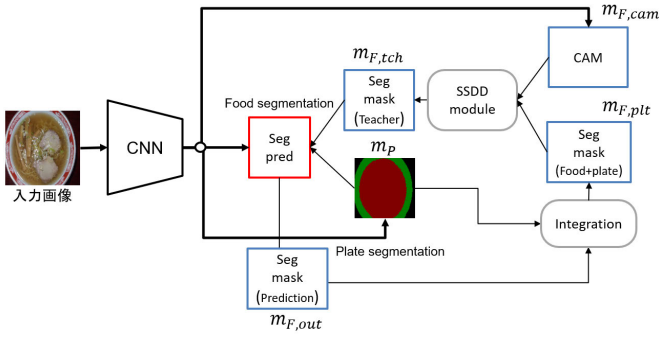 m_{F,cam}
CAM
m_{F,tch}
Seg
mask
(Teacher)
SSDD
module
m_{F,plt}
Seg
mask
(Food+plate)
Food segmentation
CNN
Seg
pred
m_P
入力画像
Integration
Plate segmentation
Seg
mask
(Prediction)
m_{F,out}